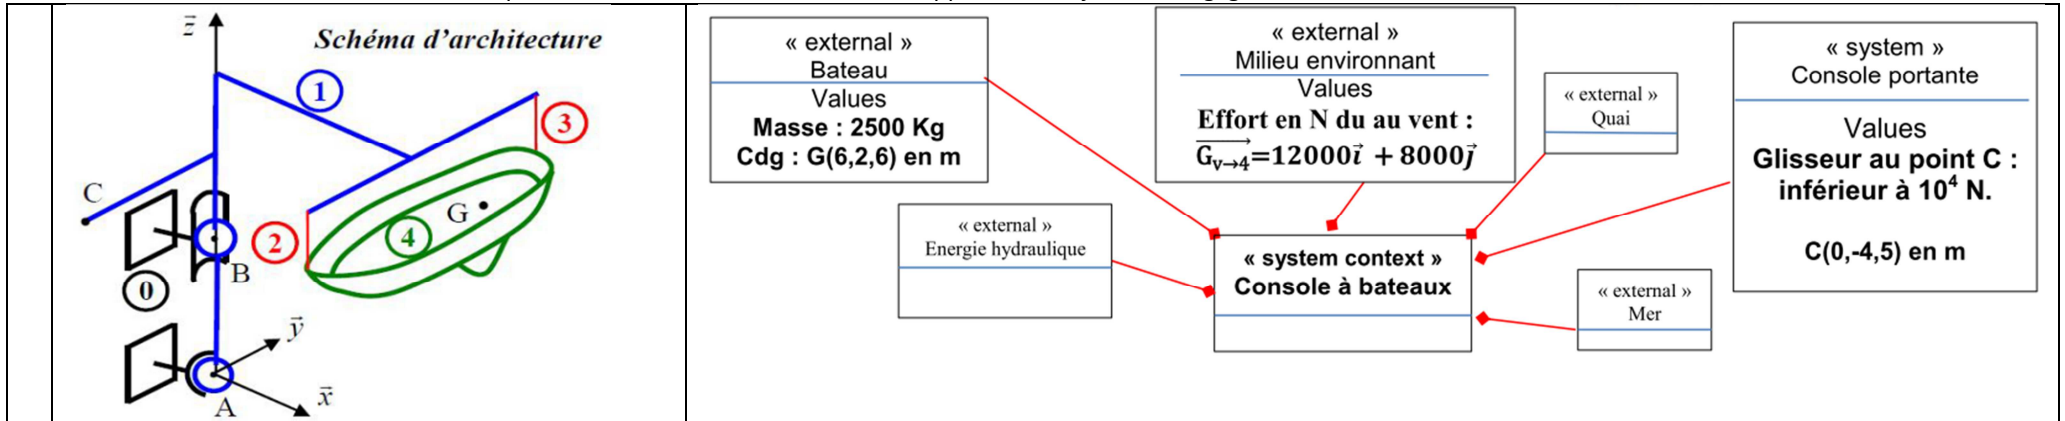 Schéma d'architecture
z⃗
1
3
C
G
2
4
B
0
y⃗
x⃗
A
« external »
Bateau
Values
Masse : 2500 Kg
Cdg : G(6,2,6) en m
« external »
Milieu environnant
Values
Effort en N du au vent :
G_{v→4}=12000i⃗ + 8000j⃗
« external »
Quai
« system »
Console portante
Values
Glisseur au point C :
inférieur à 10⁴ N.
C(0,-4,5) en m
« external »
Energie hydraulique
« system context »
Console à bateaux
« external »
Mer